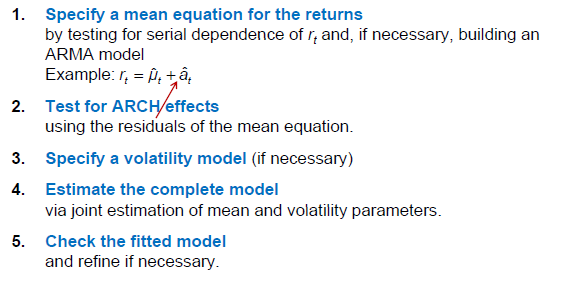 1. Specify a mean equation for the returns
by testing for serial dependence of rₜ and, if necessary, building an
ARMA model
Example: rₜ = μ̂ₜ + âₜ
2. Test for ARCH effects
using the residuals of the mean equation.
3. Specify a volatility model (if necessary)
4. Estimate the complete model
via joint estimation of mean and volatility parameters.
5. Check the fitted model
and refine if necessary.